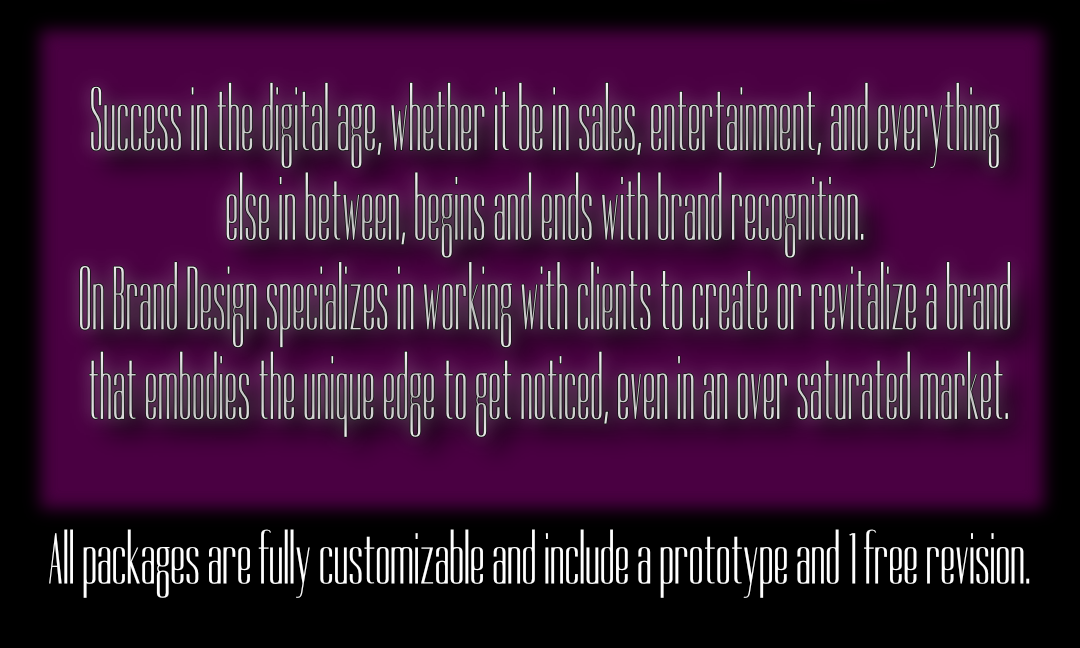 Success in the digital age, whether it be in sales, entertainment, and everything
else in between, begins and ends with brand recognition.
On Brand Design specializes in working with clients to create or revitalize a brand
that embodies the unique edge to get noticed, even in an over saturated market.
All packages are fully customizable and include a prototype and 1 free revision.